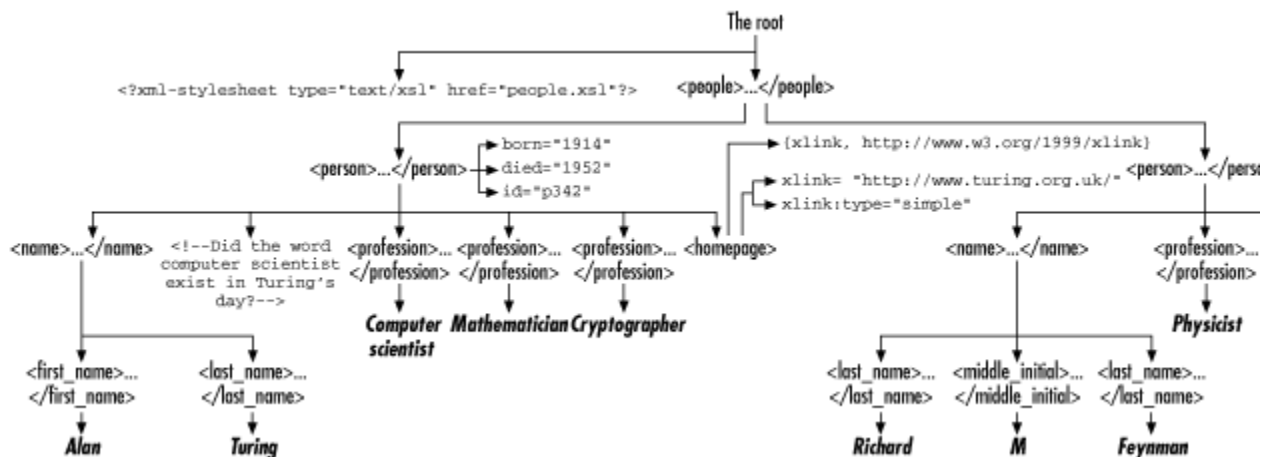 The root
<?xml-stylesheet type="text/xsl" href="people.xsl"?>
<people>...</people>
<person>...</person>
born="1914"
died="1952"
id="p342"
{xlink, http://www.w3.org/1999/xlink}
xlink= "http://www.turing.org.uk/"
xlink:type="simple"
<person>...</perso
<name>...</name>
<!--Did the word
computer scientist
exist in Turing's
day?-->
<profession>...
</profession>
<profession>...
</profession>
<profession>...
</profession>
<homepage>
<name>...</name>
<profession>...
</profession>
Computer
scientist
Mathematician
Cryptographer
Physicist
<first_name>...
</first_name>
<last_name>...
</last_name>
<last_name>...
</last_name>
<middle_initial>...
</middle_initial>
<last_name>...
</last_name>
Alan
Turing
Richard
M
Feynman